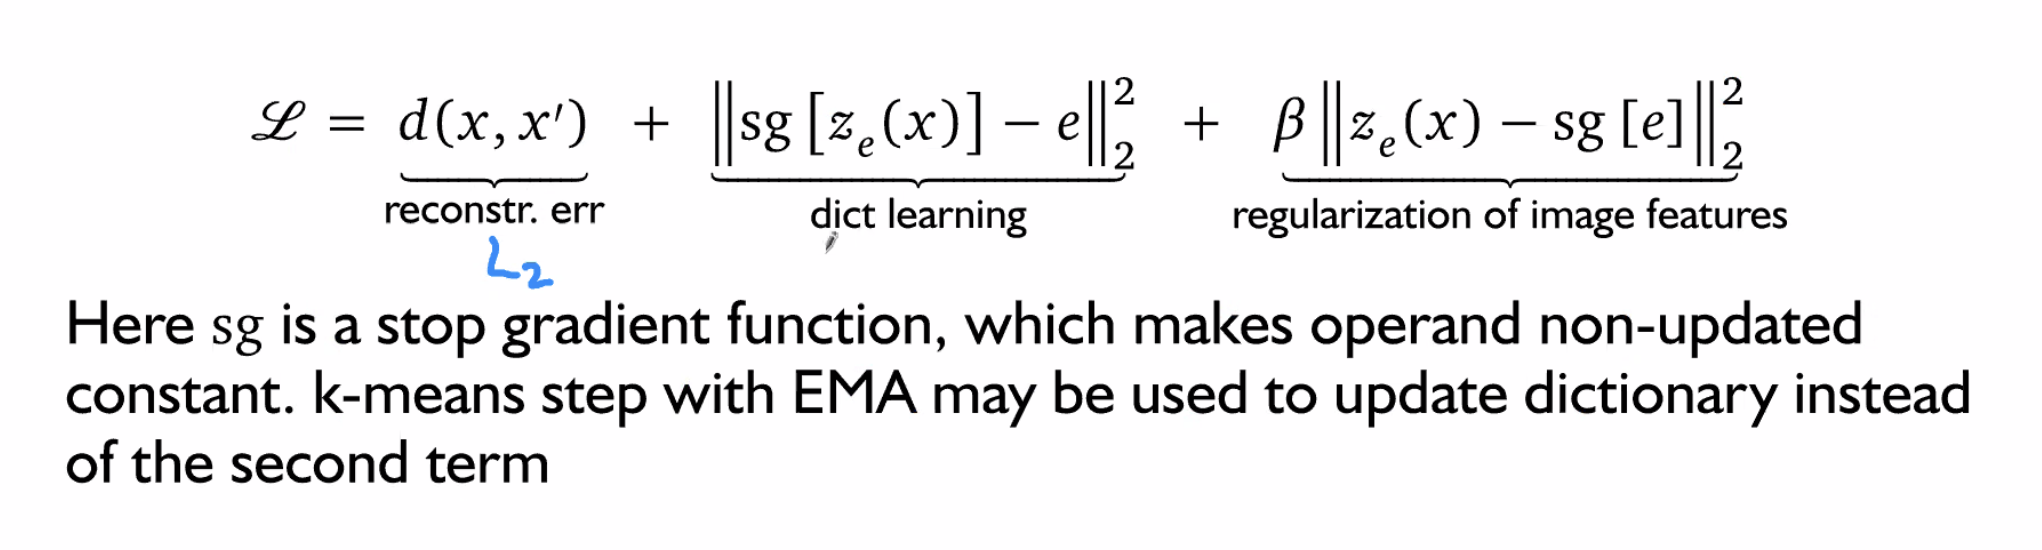 ℒ = d(x, x′) + ‖sg [zₑ(x)] − e‖₂² + β ‖zₑ(x) − sg [e]‖₂²
reconstr. err dict learning regularization of image features
L₂
Here sg is a stop gradient function, which makes operand non-updated
constant. k-means step with EMA may be used to update dictionary instead
of the second term